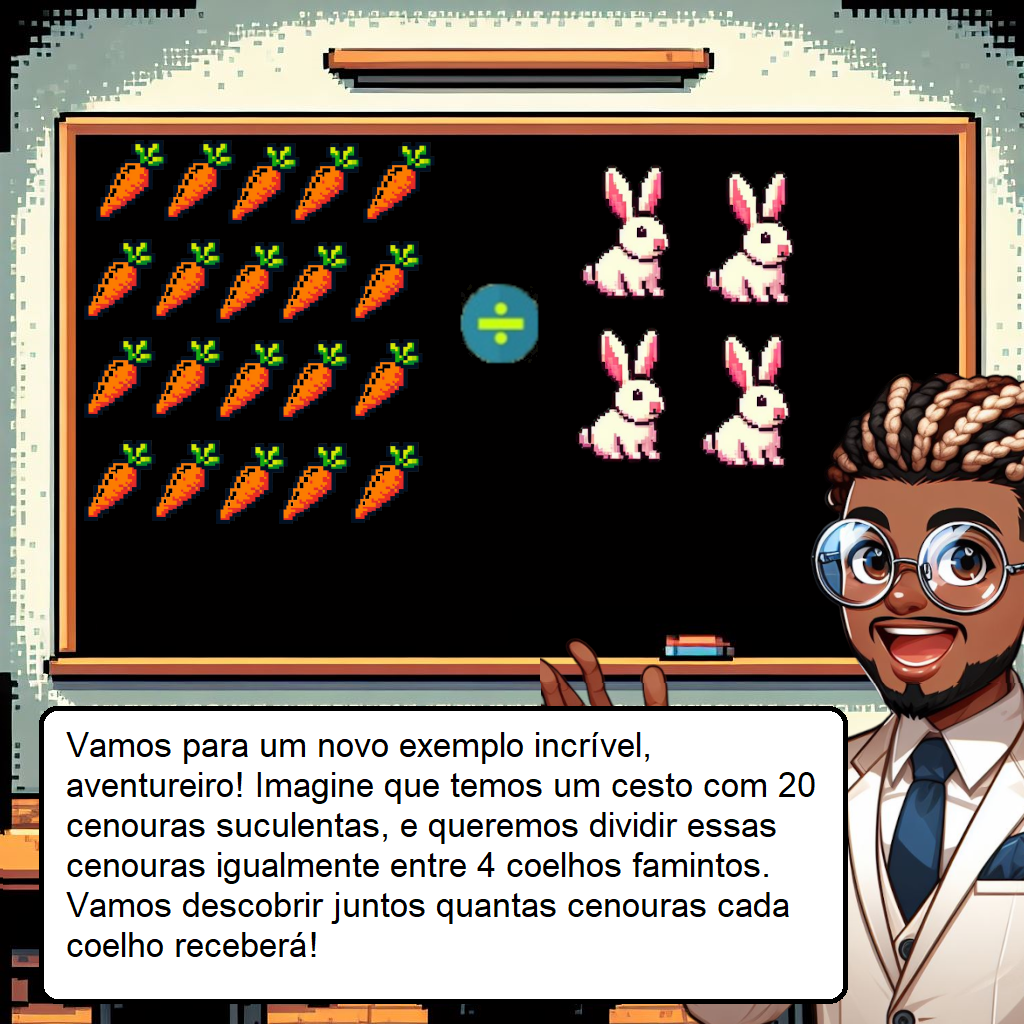 Vamos para um novo exemplo incrível,
aventureiro! Imagine que temos um cesto com 20
cenouras suculentas, e queremos dividir essas
cenouras igualmente entre 4 coelhos famintos.
Vamos descobrir juntos quantas cenouras cada
coelho receberá!